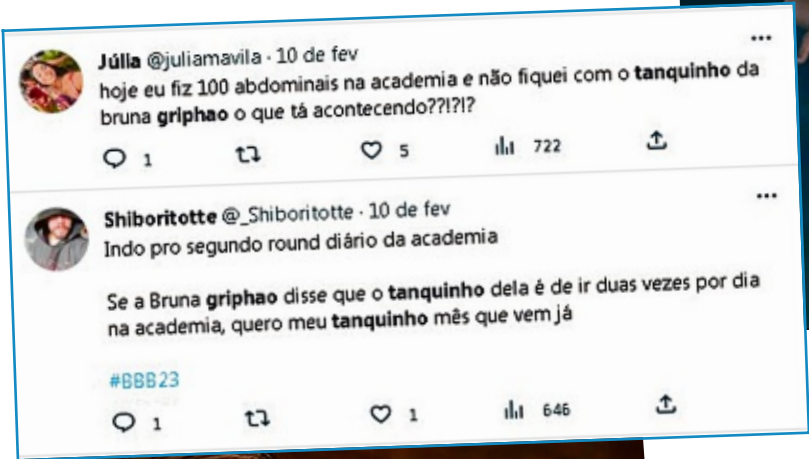 Júlia @juliamavila · 10 de fev
hoje eu fiz 100 abdominais na academia e não fiquei com o tanquinho da
bruna griphao o que tá acontecendo??!?!?
1 5 722
Shiboritotte @_Shiboritotte · 10 de fev
Indo pro segundo round diário da academia
Se a Bruna griphao disse que o tanquinho dela é de ir duas vezes por dia
na academia, quero meu tanquinho mês que vem já
#BBB23
1 1 646